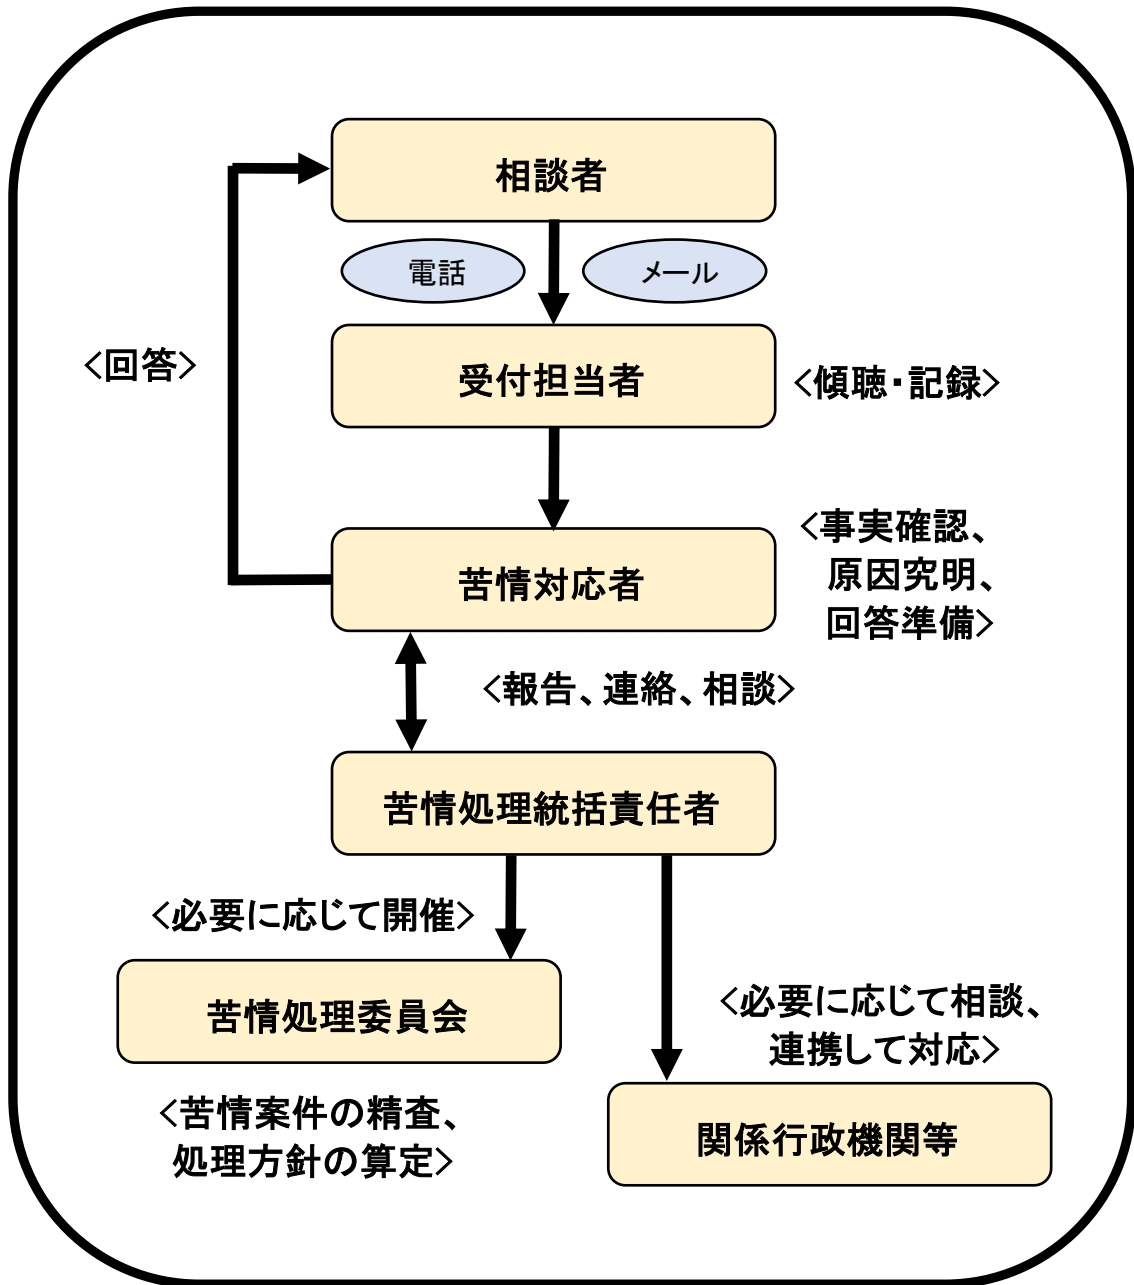 相談者
電話
メール
<回答>
受付担当者
<傾聴・記録>
苦情対応者
<事実確認、
原因究明、
回答準備>
<報告、連絡、相談>
苦情処理統括責任者
<必要に応じて開催>
苦情処理委員会
<苦情案件の精査、
処理方針の算定>
<必要に応じて相談、
連携して対応>
関係行政機関等